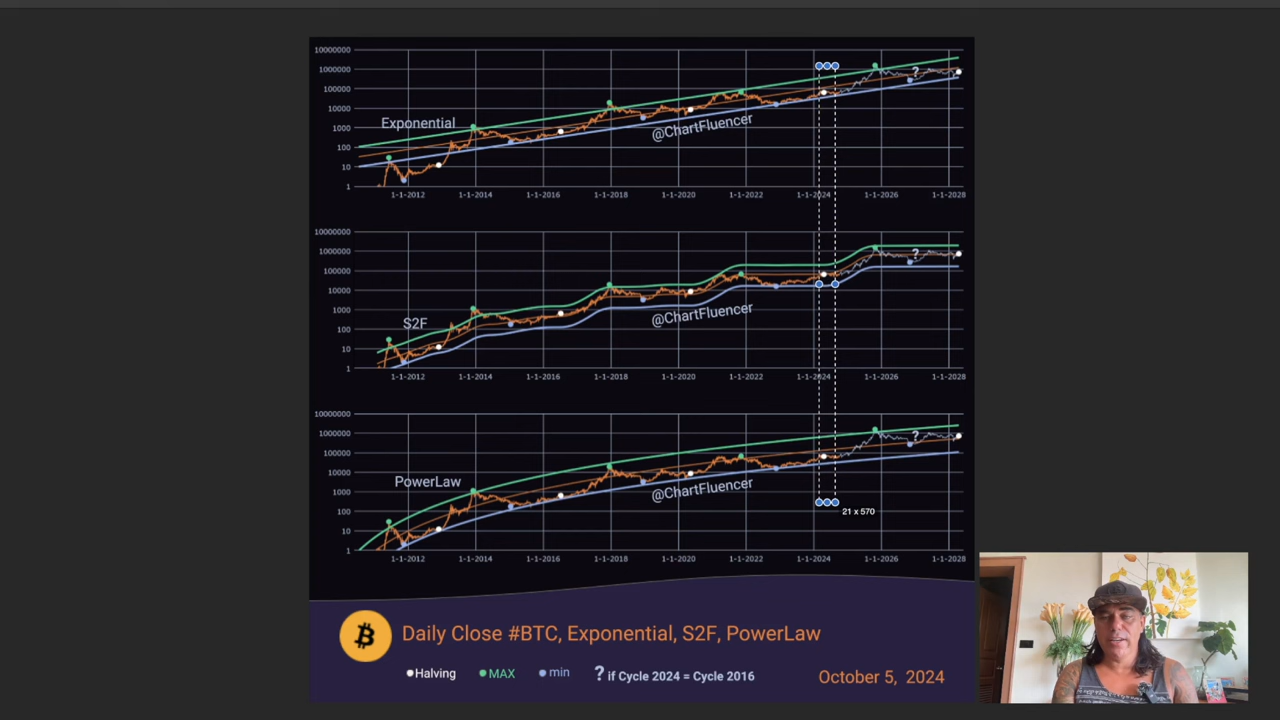 10000000
1000000
100000
10000
1000
100
10
1
Exponential
@ChartFluencer
?
1-1-2012 1-1-2014 1-1-2016 1-1-2018 1-1-2020 1-1-2022 1-1-2024 1-1-2026 1-1-2028
10000000
1000000
100000
10000
1000
100
10
1
S2F
@ChartFluencer
?
1-1-2012 1-1-2014 1-1-2016 1-1-2018 1-1-2020 1-1-2022 1-1-2024 1-1-2026 1-1-2028
10000000
1000000
100000
10000
1000
100
10
1
PowerLaw
@ChartFluencer
?
21 x 570
1-1-2012 1-1-2014 1-1-2016 1-1-2018 1-1-2020 1-1-2022 1-1-2024 1-1-2026 1-1-2028
Daily Close #BTC, Exponential, S2F, PowerLaw
Halving MAX min ? if Cycle 2024 = Cycle 2016
October 5, 2024